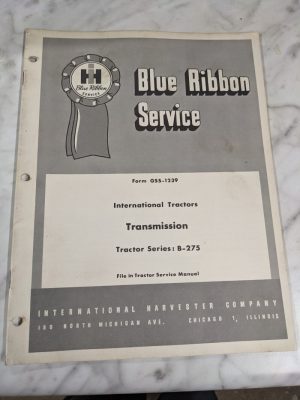 IH
Blue Ribbon
SERVICE
Blue Ribbon
Service
Form GSS-1239
International Tractors
Transmission
Tractor Series: B-275
File in Tractor Service Manual
INTERNATIONAL HARVESTER COMPANY
180 NORTH MICHIGAN AVE. CHICAGO 1, ILLINOIS